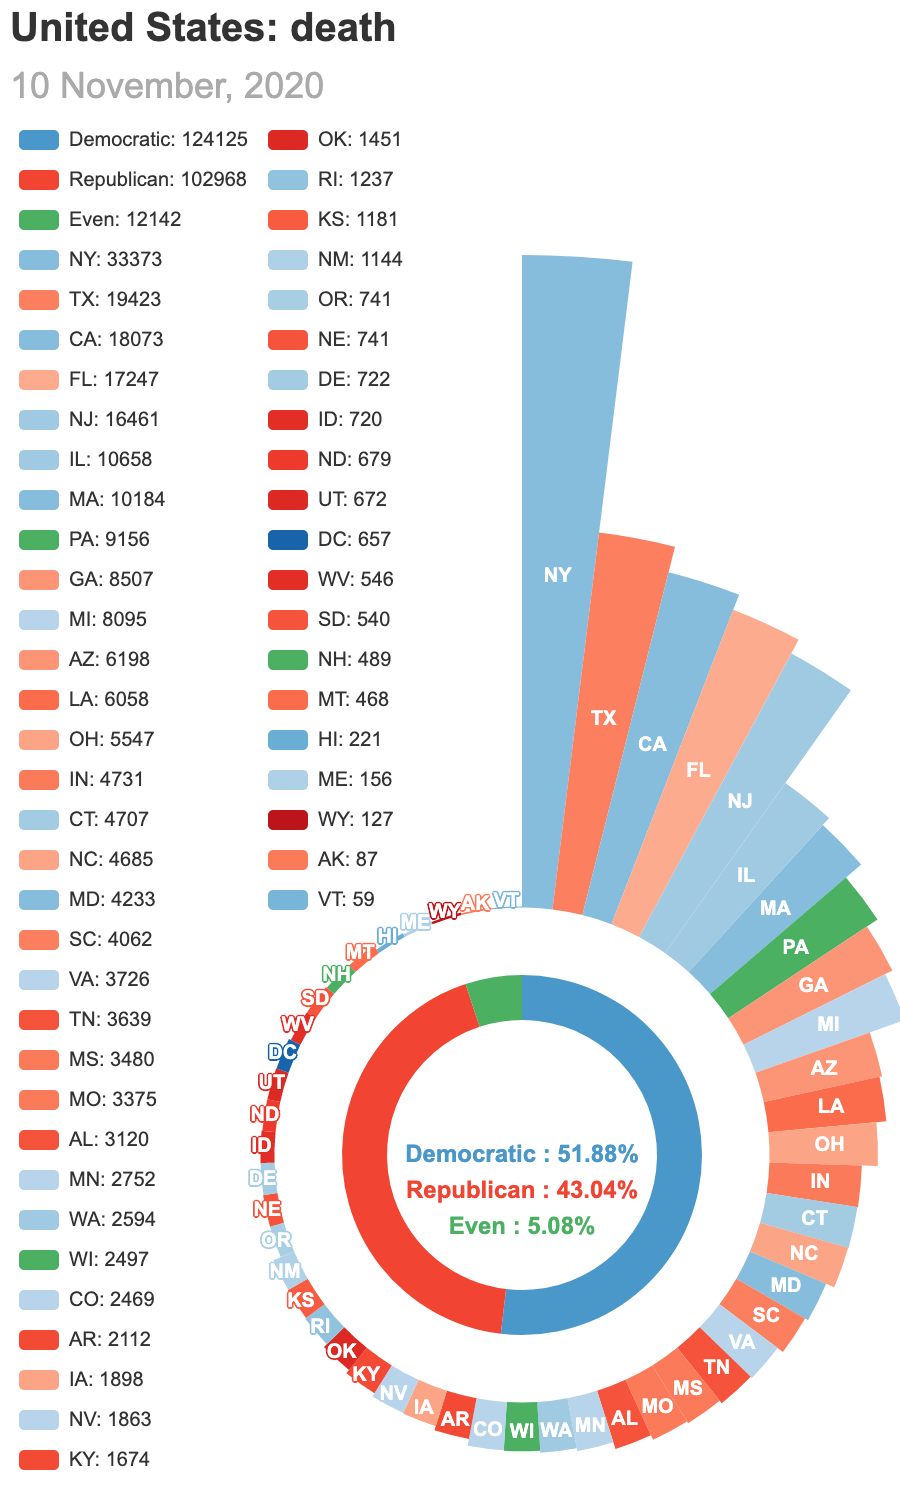 United States: death
10 November, 2020
Democratic: 124125
Republican: 102968
Even: 12142
NY: 33373
TX: 19423
CA: 18073
FL: 17247
NJ: 16461
IL: 10658
MA: 10184
PA: 9156
GA: 8507
MI: 8095
AZ: 6198
LA: 6058
OH: 5547
IN: 4731
CT: 4707
NC: 4685
MD: 4233
SC: 4062
VA: 3726
TN: 3639
MS: 3480
MO: 3375
AL: 3120
MN: 2752
WA: 2594
WI: 2497
CO: 2469
AR: 2112
IA: 1898
NV: 1863
KY: 1674
OK: 1451
RI: 1237
KS: 1181
NM: 1144
OR: 741
NE: 741
DE: 722
ID: 720
ND: 679
UT: 672
DC: 657
WV: 546
SD: 540
NH: 489
MT: 468
HI: 221
ME: 156
WY: 127
AK: 87
VT: 59
NY
TX
CA
FL
NJ
IL
MA
PA
GA
MI
AZ
LA
OH
IN
CT
NC
MD
SC
VA
TN
MS
MO
AL
MN
WA
WI
CO
AR
IA
NV
KY
OK
RI
KS
NM
OR
NE
DE
ID
ND
UT
DC
WV
SD
NH
MT
HI
ME
WY
AK
VT
Democratic : 51.88%
Republican : 43.04%
Even : 5.08%